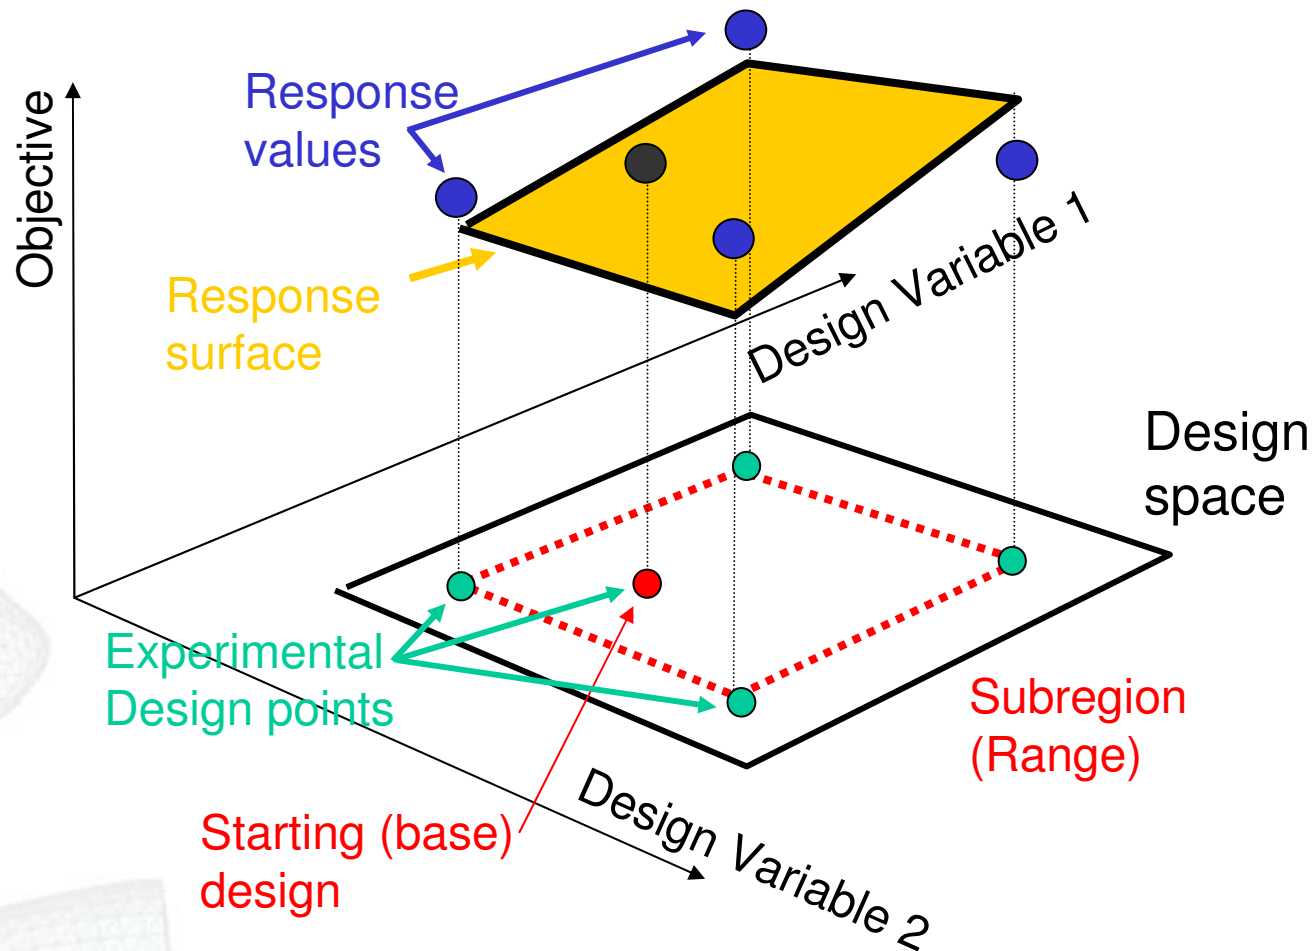 Objective
Response
values
Response
surface
Design Variable 1
Design
space
Experimental
Design points
Subregion
(Range)
Starting (base)
design
Design Variable 2